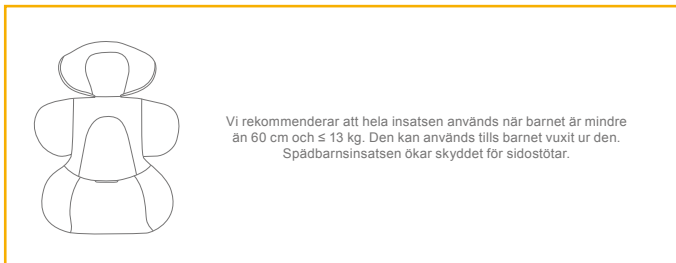 Vi rekommenderar att hela insatsen används när barnet är mindre
än 60 cm och ≤ 13 kg. Den kan används tills barnet vuxit ur den.
Spädbarnsinsatsen ökar skyddet för sidostötar.